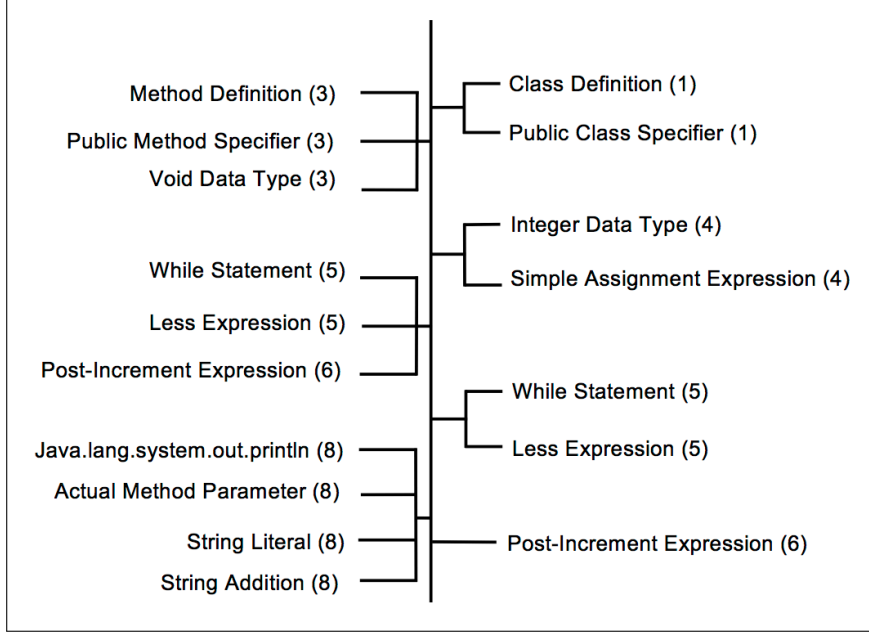 Method Definition (3)
Public Method Specifier (3)
Void Data Type (3)
While Statement (5)
Less Expression (5)
Post-Increment Expression (6)
Java.lang.system.out.println (8)
Actual Method Parameter (8)
String Literal (8)
String Addition (8)
Class Definition (1)
Public Class Specifier (1)
Integer Data Type (4)
Simple Assignment Expression (4)
While Statement (5)
Less Expression (5)
Post-Increment Expression (6)